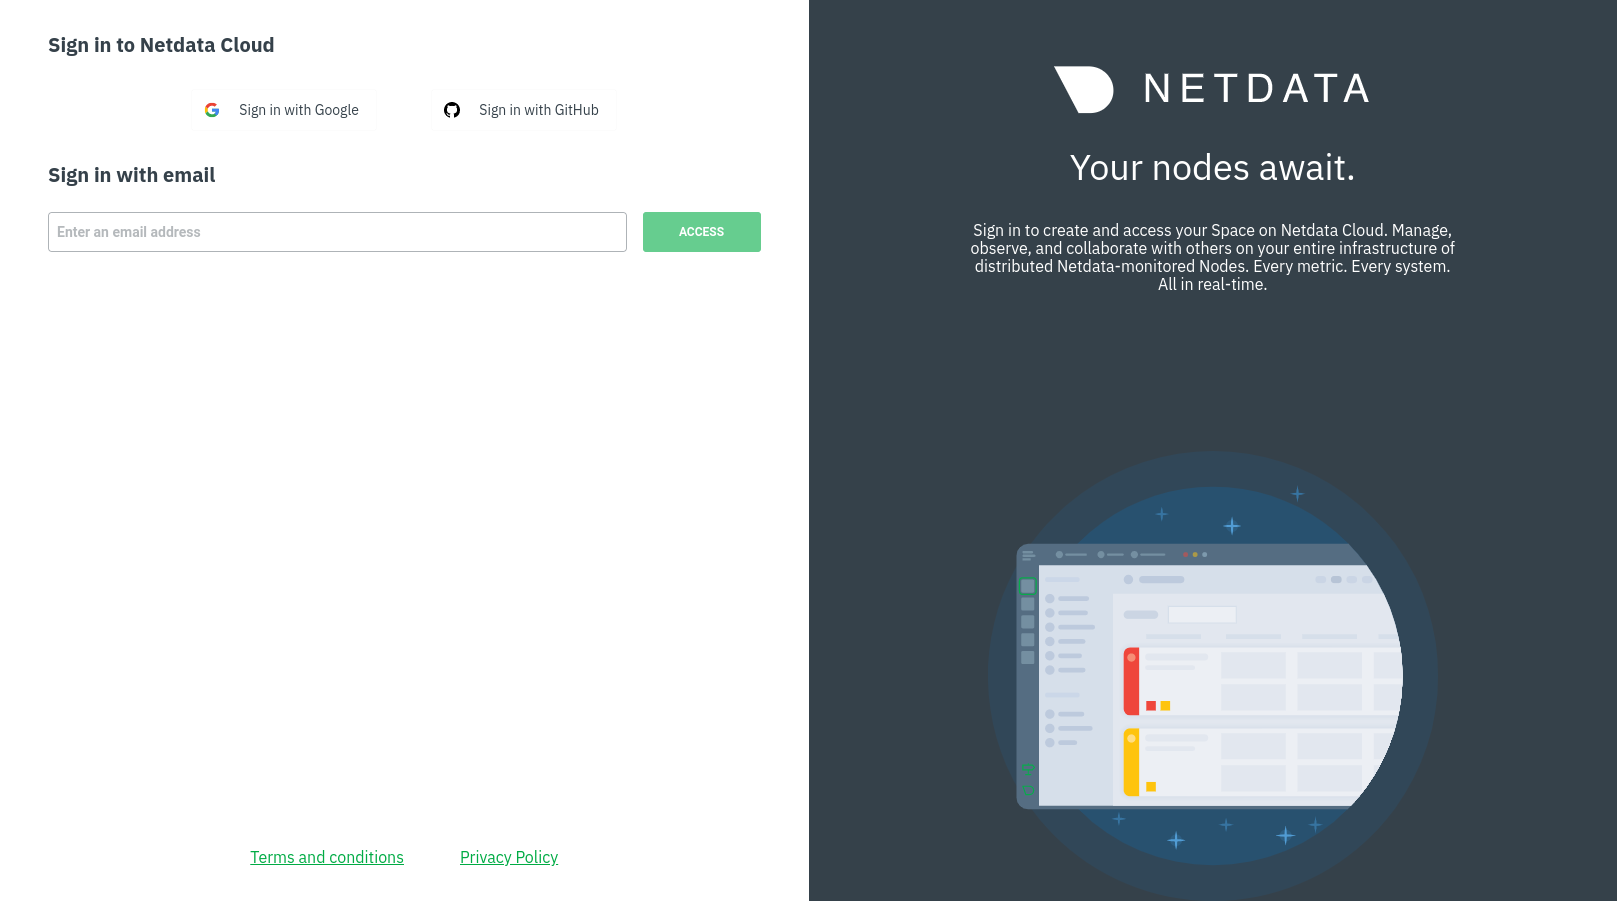 Sign in to Netdata Cloud
Sign in with Google
Sign in with GitHub
Sign in with email
Enter an email address
ACCESS
Terms and conditions
Privacy Policy
NETDATA
Your nodes await.
Sign in to create and access your Space on Netdata Cloud. Manage,
observe, and collaborate with others on your entire infrastructure of
distributed Netdata-monitored Nodes. Every metric. Every system.
All in real-time.